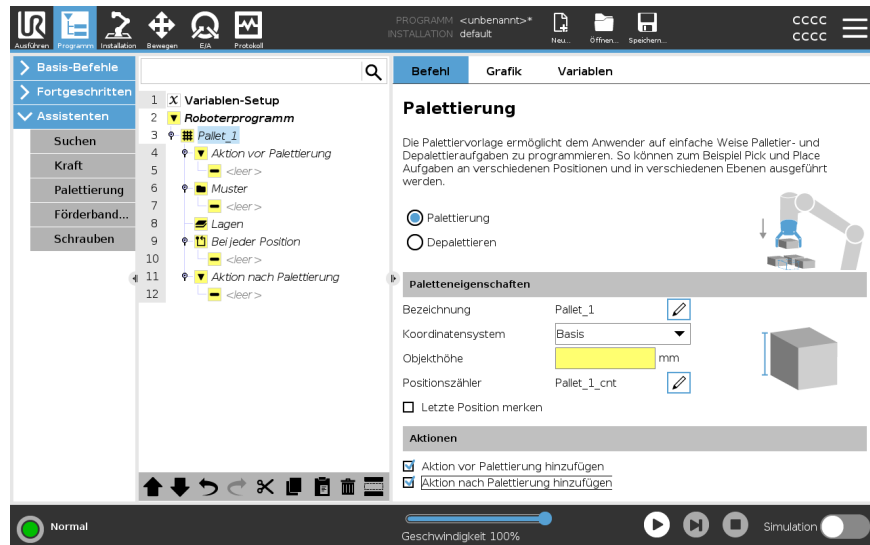 PROGRAMM <unbenannt>*
INSTALLATION default
UR
Ausführen Programm Installation Bewegen E/A Protokoll
Neu... Öffnen... Speichern...
CCCC
CCCC
Basis-Befehle
Fortgeschritten
Assistenten
Suchen
Kraft
Palettierung
Förderband...
Schrauben
1 X Variablen-Setup
2 Roboterprogramm
3 Pallet_1
4 Aktion vor Palettierung
5 <leer>
6 Muster
7 <leer>
8 Lagen
9 Bei jeder Position
10 <leer>
11 Aktion nach Palettierung
12 <leer>
Befehl Grafik Variablen
Palettierung
Die Palettiervorlage ermöglicht dem Anwender auf einfache Weise Palletier- und
Depalettieraufgaben zu programmieren. So können zum Beispiel Pick und Place
Aufgaben an verschiedenen Positionen und in verschiedenen Ebenen ausgeführt
werden.
Palettierung
Depalettieren
Paletteneigenschaften
Bezeichnung Pallet_1
Koordinatensystem Basis
Objekthöhe mm
Positionszähler Pallet_1_cnt
Letzte Position merken
Aktionen
Aktion vor Palettierung hinzufügen
Aktion nach Palettierung hinzufügen
Normal
Geschwindigkeit 100%
Simulation